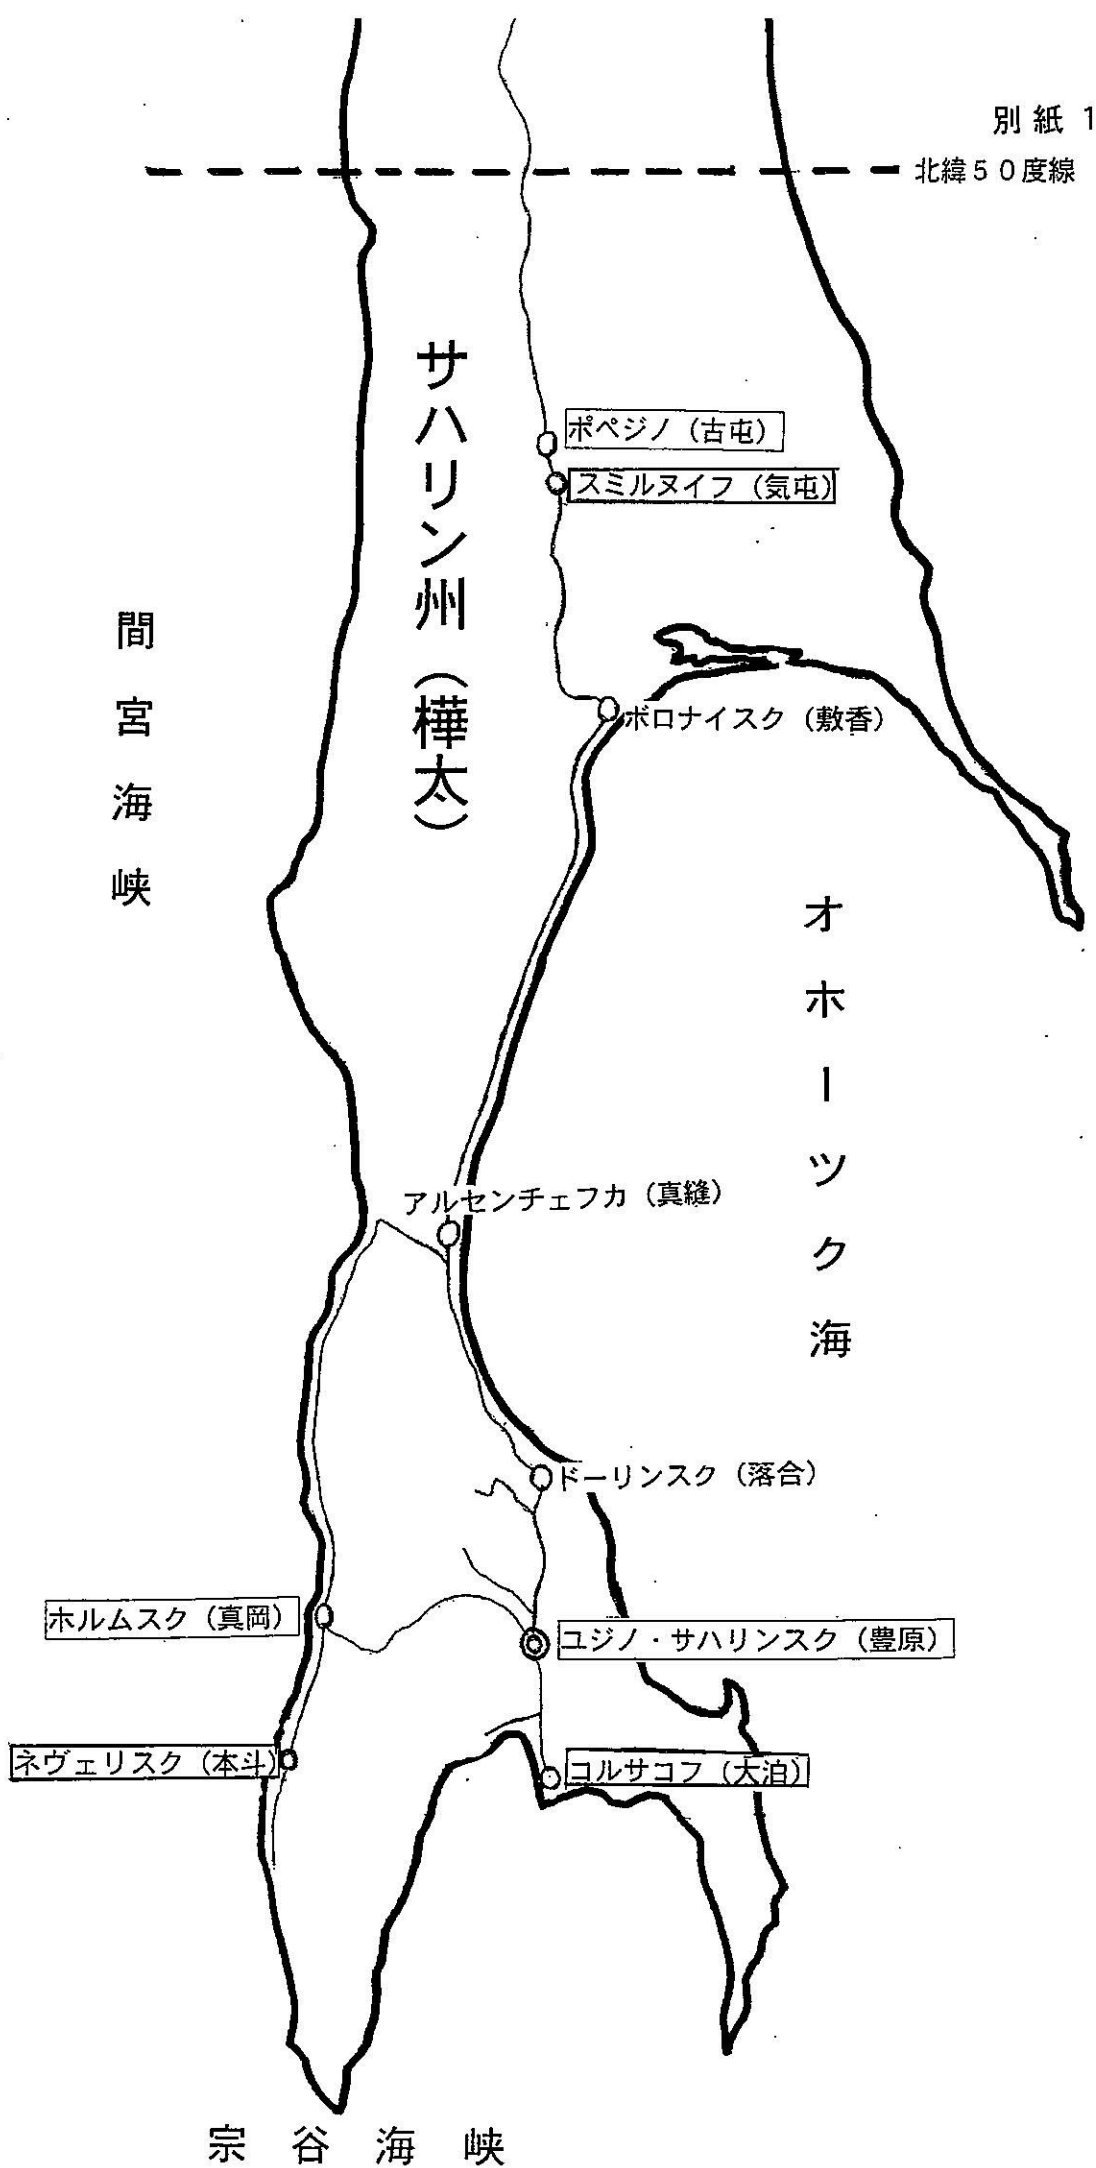 別紙 1
北緯５０度線
サハリン州（樺太）
ポペジノ（古屯）
スミルヌイフ（気屯）
間宮海峡
ポロナイスク（敷香）
オホーツク海
アルセンチェフカ（真縫）
ドーリンスク（落合）
ホルムスク（真岡）
ユジノ・サハリンスク（豊原）
ネヴェリスク（本斗）
コルサコフ（大泊）
宗谷海峡